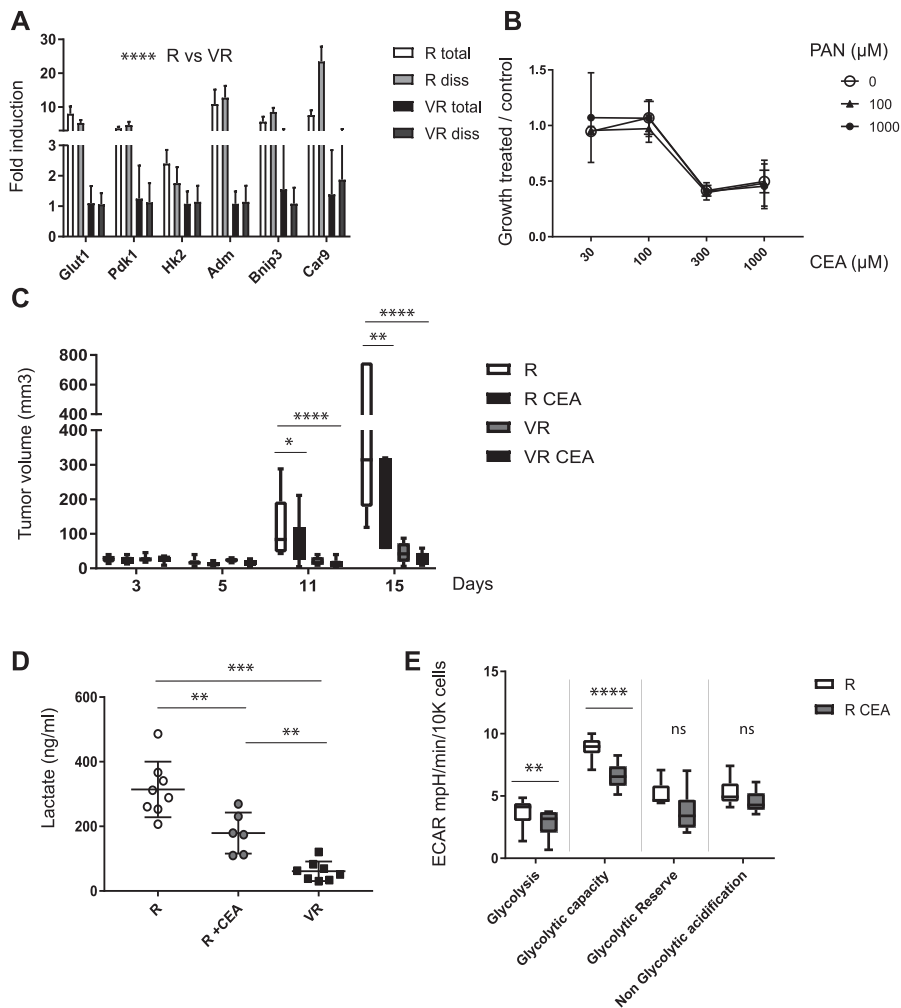 A
30
20
10
3
2
1
0
Fold induction
**** R vs VR
R total
R diss
VR total
VR diss
Glut1
Pdk1
Hk2
Adm
Bnip3
Car9
B
PAN (µM)
0
100
1000
1.5
1.0
0.5
0.0
Growth treated / control
30
100
300
1000
CEA (µM)
C
****
**
****
*
800
600
400
400
300
200
100
0
Tumor volume (mm3)
R
R CEA
VR
VR CEA
3
5
11
15
Days
D
***
**
**
600
400
200
0
Lactate (ng/ml)
R
R +CEA
VR
E
15
10
5
0
ECAR mpH/min/10K cells
**
****
ns
ns
R
R CEA
Glycolysis
Glycolytic capacity
Glycolytic Reserve
Non Glycolytic acidification